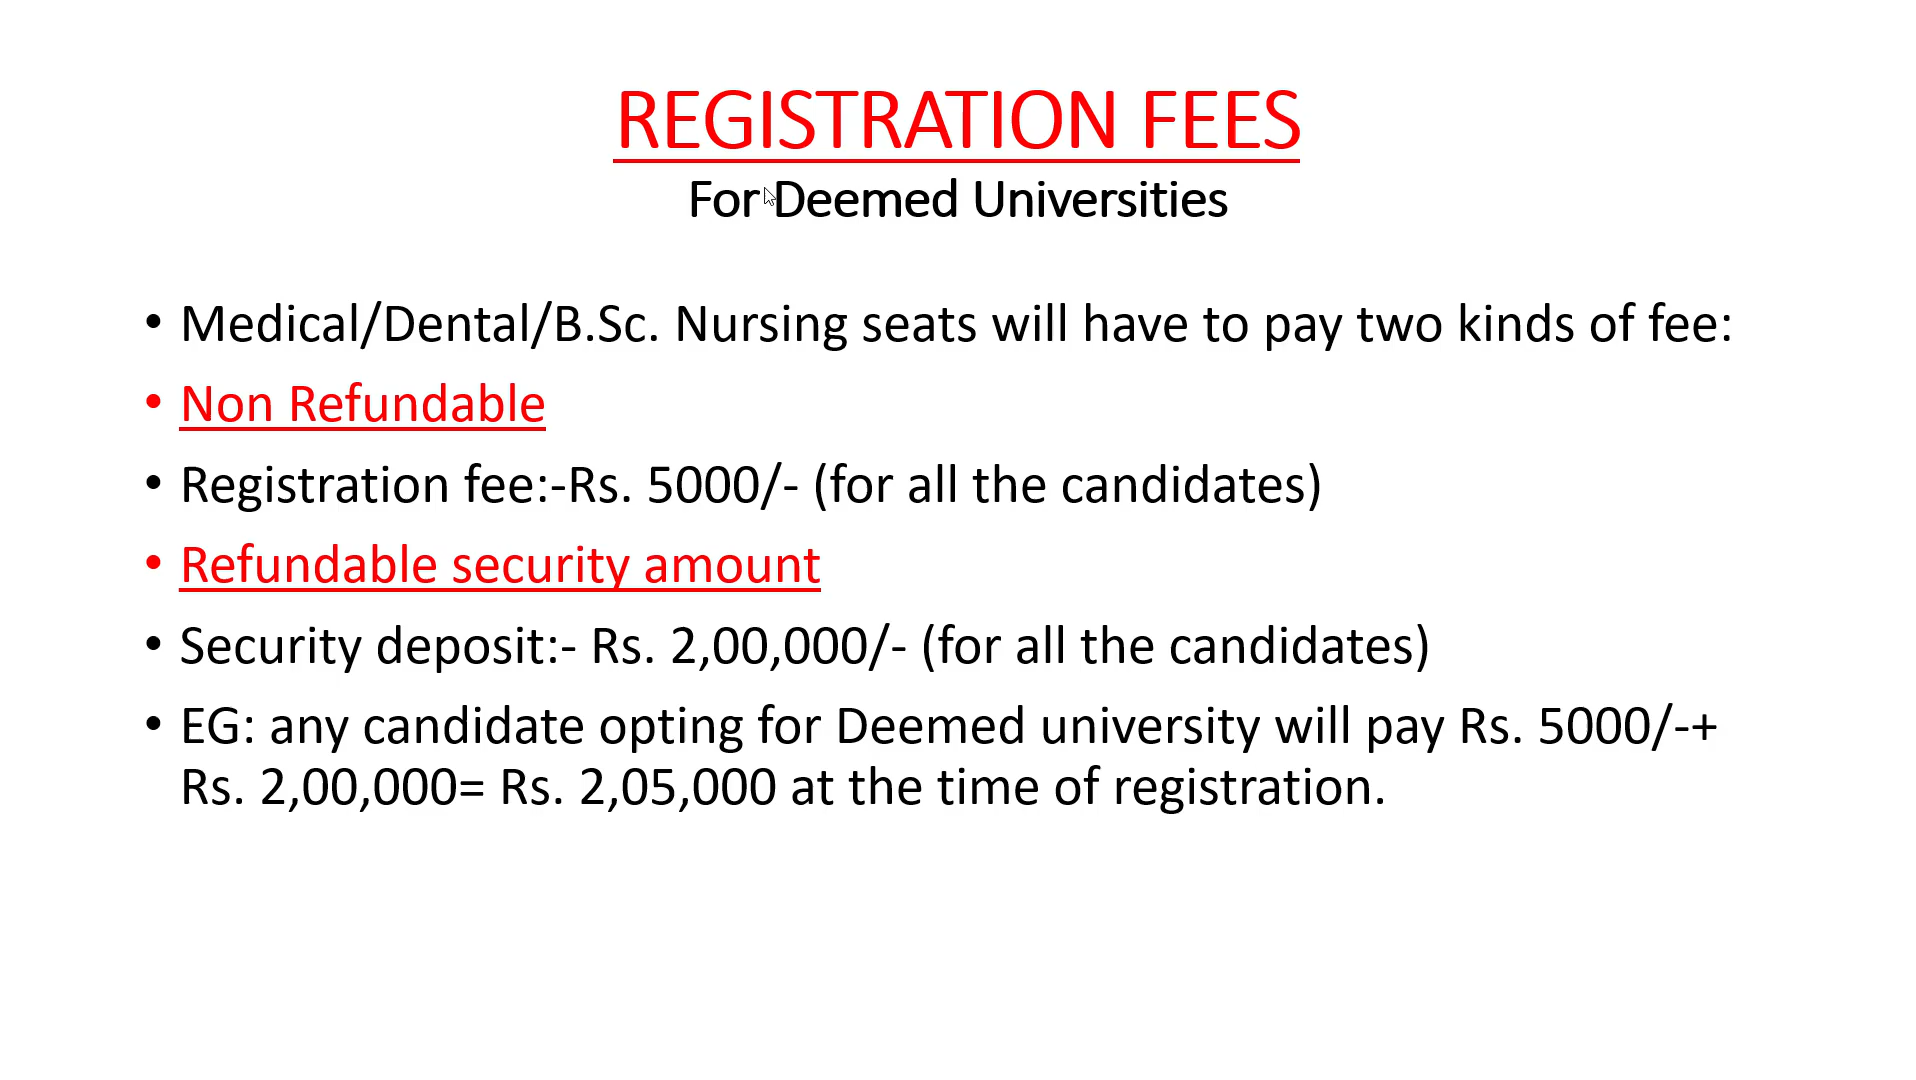 REGISTRATION FEES
For Deemed Universities
• Medical/Dental/B.Sc. Nursing seats will have to pay two kinds of fee:
• Non Refundable
• Registration fee:-Rs. 5000/- (for all the candidates)
• Refundable security amount
• Security deposit:- Rs. 2,00,000/- (for all the candidates)
• EG: any candidate opting for Deemed university will pay Rs. 5000/-+
Rs. 2,00,000= Rs. 2,05,000 at the time of registration.